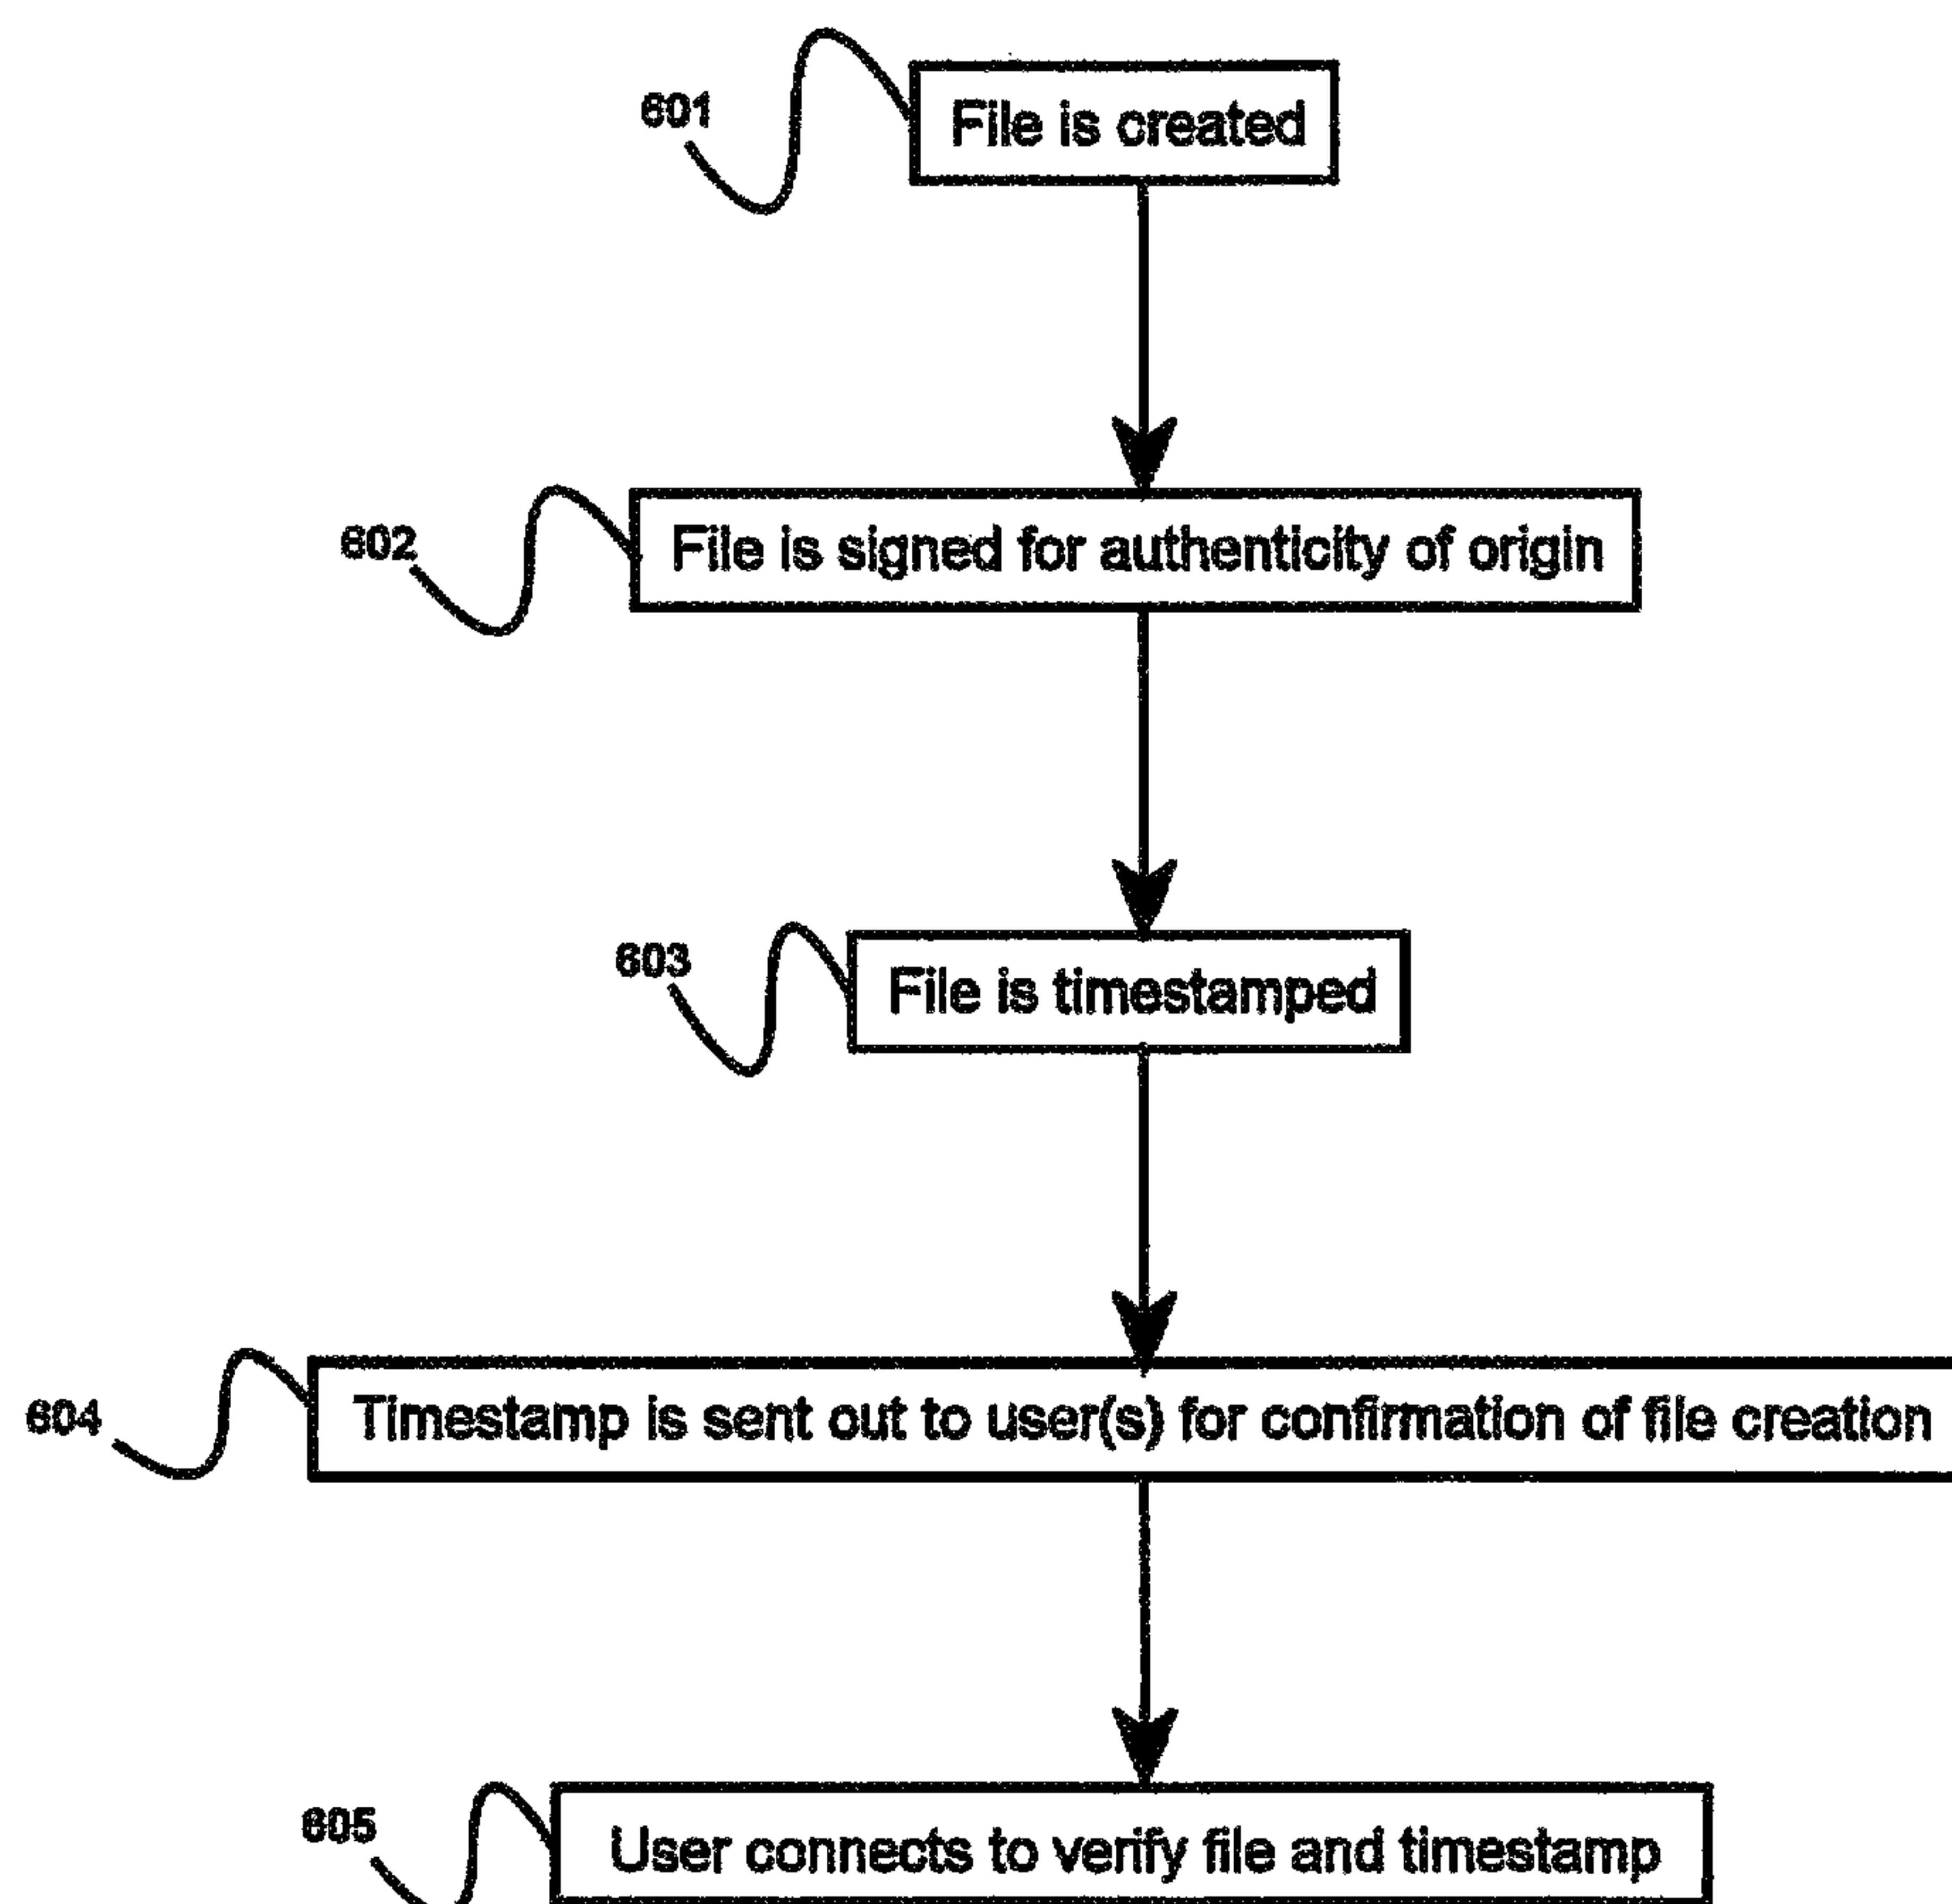 601
File is created
602
File is signed for authenticity of origin
603
File is timestamped
604
Timestamp is sent out to user(s) for confirmation of file creation
605
User connects to verify file and timestamp